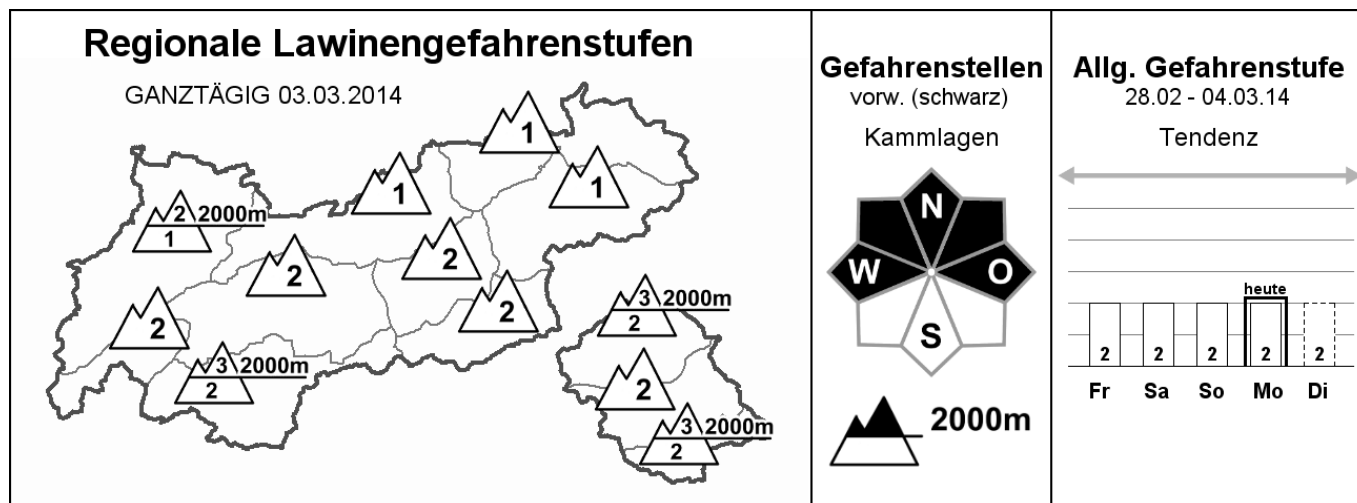 Regionale Lawinengefahrenstufen
GANZTÄGIG 03.03.2014
1
1
1
2 2000m
1
2
2
2
2
3 2000m
2
3 2000m
2
2
3 2000m
2
Gefahrenstellen
vorw. (schwarz)
Kammlagen
N
W
O
S
2000m
Allg. Gefahrenstufe
28.02 - 04.03.14
Tendenz
heute
2 2 2 2 2
Fr Sa So Mo Di